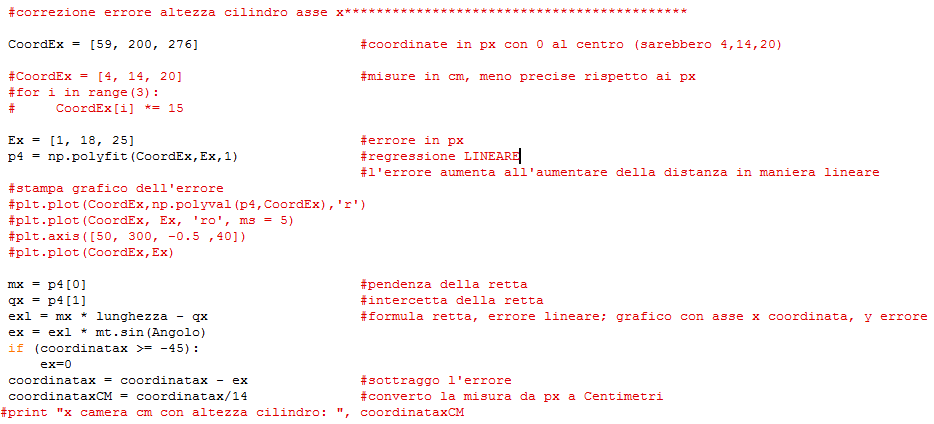 #correzione errore altezza cilindro asse x*******************************************
CoordEx = [59, 200, 276] #coordinate in px con 0 al centro (sarebbero 4,14,20)
#CoordEx = [4, 14, 20] #misure in cm, meno precise rispetto ai px
#for i in range(3):
# CoordEx[i] *= 15
Ex = [1, 18, 25] #errore in px
p4 = np.polyfit(CoordEx,Ex,1) #regressione LINEARE
#l'errore aumenta all'aumentare della distanza in maniera lineare
#stampa grafico dell'errore
#plt.plot(CoordEx,np.polyval(p4,CoordEx),'r')
#plt.plot(CoordEx, Ex, 'ro', ms = 5)
#plt.axis([50, 300, -0.5 ,40])
#plt.plot(CoordEx,Ex)
mx = p4[0] #pendenza della retta
qx = p4[1] #intercetta della retta
exl = mx * lunghezza - qx #formula retta, errore lineare; grafico con asse x coordinata, y errore
ex = exl * mt.sin(Angolo)
if (coordinatax >= -45):
ex=0
coordinatax = coordinatax - ex #sottraggo l'errore
coordinataxCM = coordinatax/14 #converto la misura da px a Centimetri
#print "x camera cm con altezza cilindro: ", coordinataxCM